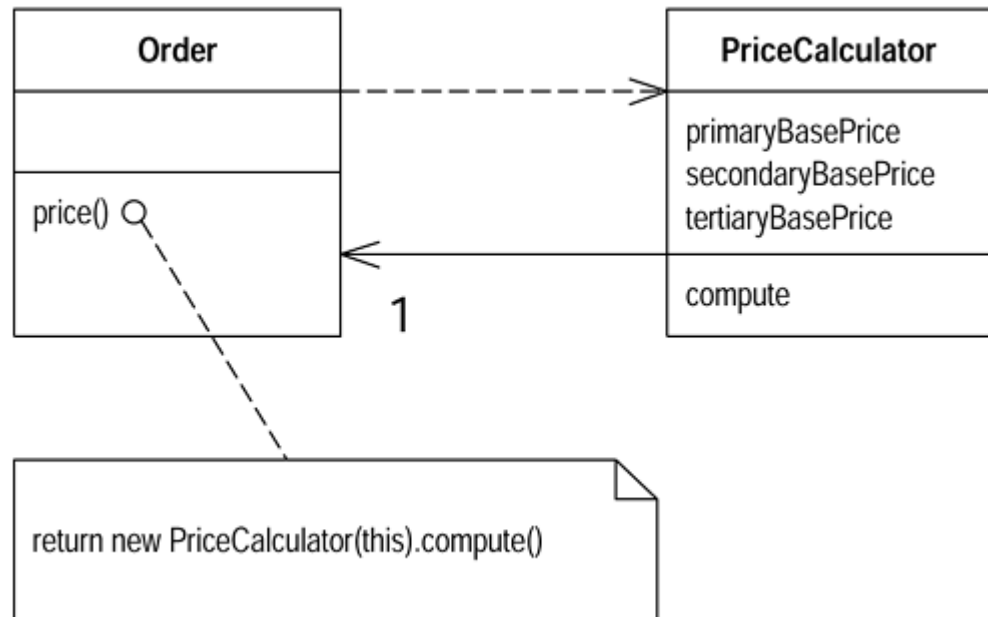 Order
price()
PriceCalculator
primaryBasePrice
secondaryBasePrice
tertiaryBasePrice
compute
1
return new PriceCalculator(this).compute()